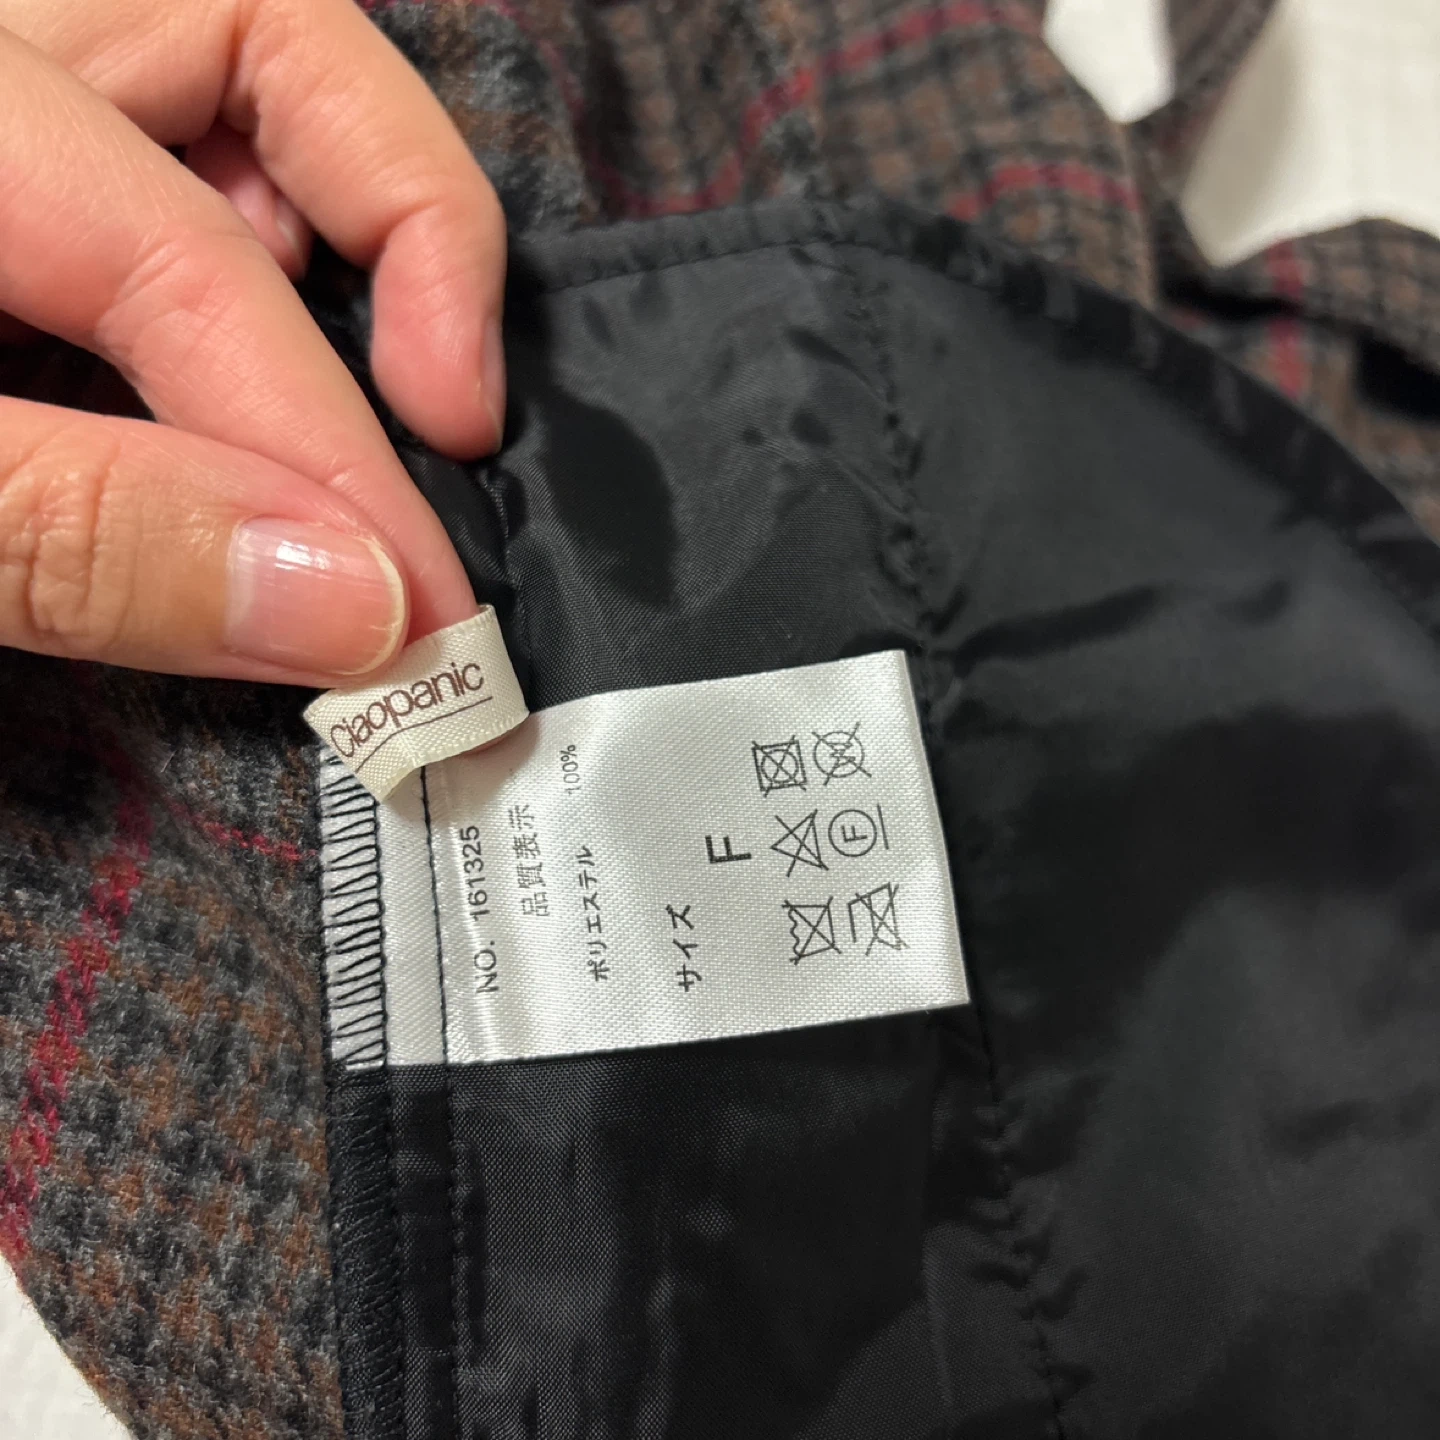 Ciaopanic
NO. 161325
品質表示
ポリエステル 100%
サイズ F
F